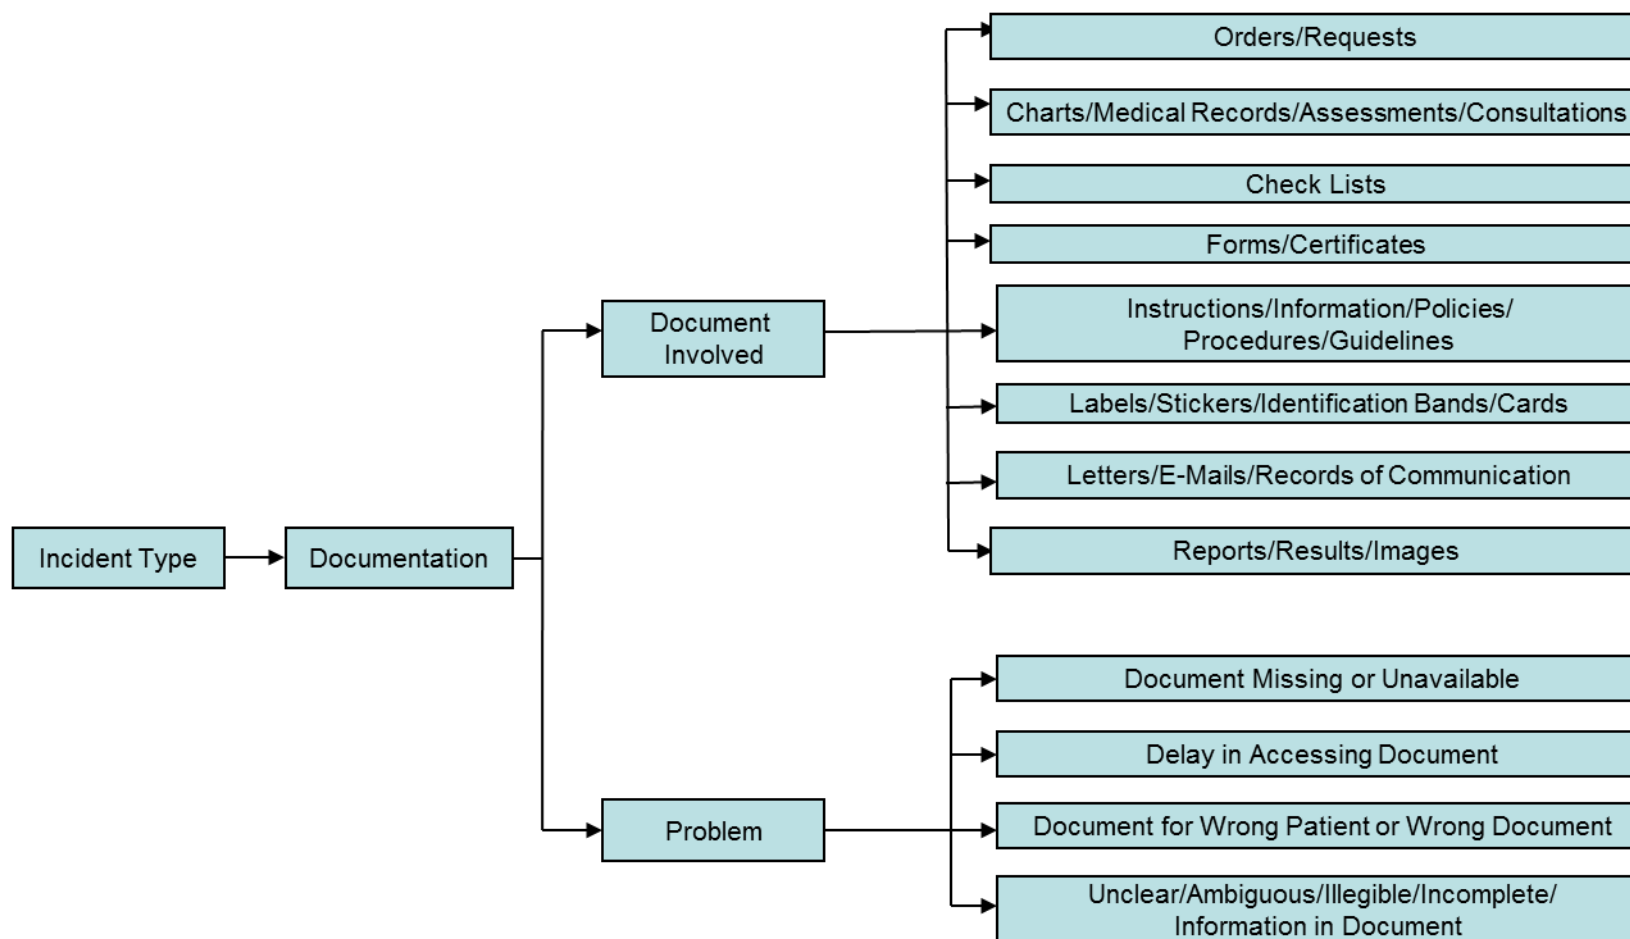 Orders/Requests
Charts/Medical Records/Assessments/Consultations
Check Lists
Forms/Certificates
Document
Involved
Instructions/Information/Policies/
Procedures/Guidelines
Labels/Stickers/Identification Bands/Cards
Letters/E-Mails/Records of Communication
Incident Type
Documentation
Reports/Results/Images
Document Missing or Unavailable
Delay in Accessing Document
Problem
Document for Wrong Patient or Wrong Document
Unclear/Ambiguous/Illegible/Incomplete/
Information in Document